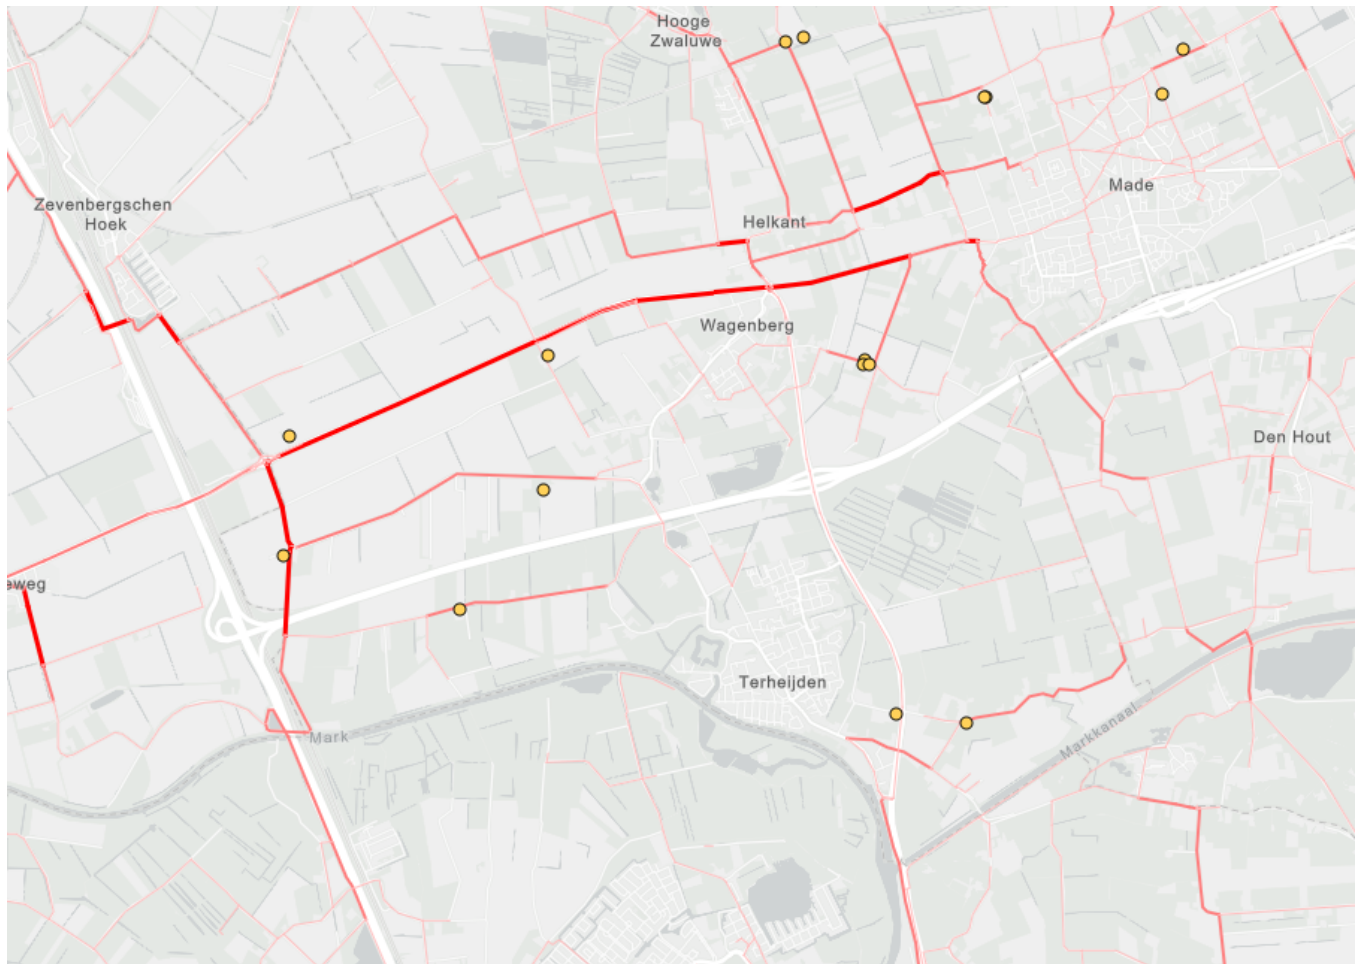 Hooge
Zwaluwe
Made
Zevenbergschen
Hoek
Helkant
Wagenberg
Den Hout
eweg
Terheijden
Mark
Markkanaal